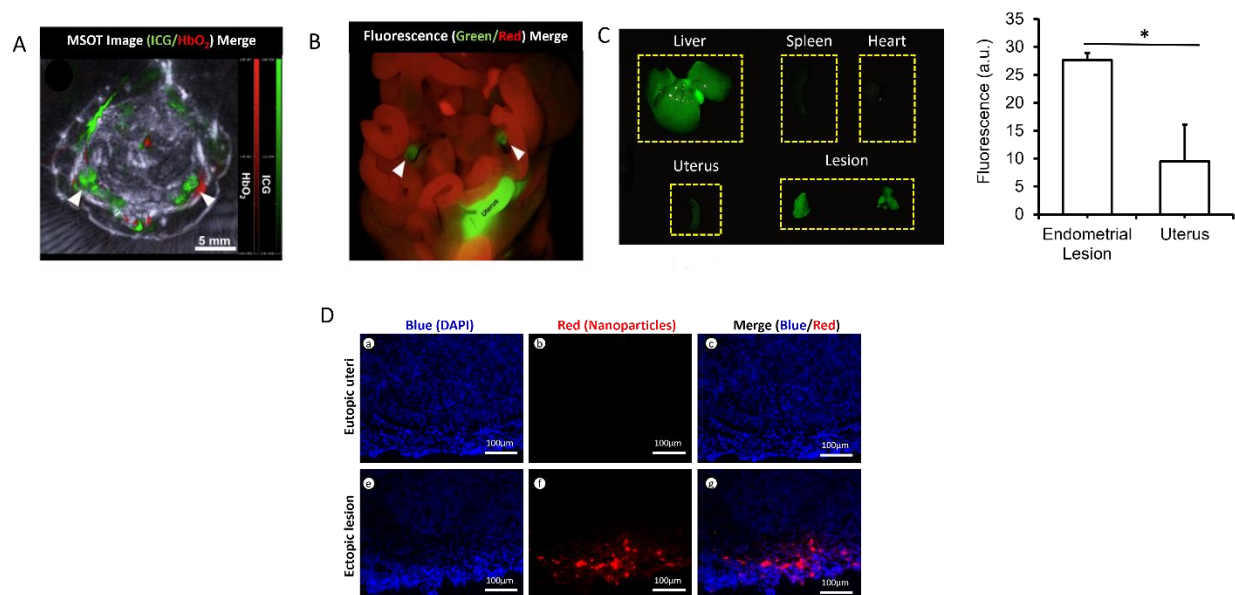 A
MSOT Image (ICG/HbO₂) Merge
HbO₂
ICG
5 mm
B
Fluorescence (Green/Red) Merge
Uterus
C
Liver
Spleen
Heart
Uterus
Lesion
Fluorescence (a.u.)
35
30
25
20
15
10
5
0
*
Endometrial
Lesion
Uterus
D
Blue (DAPI)
Red (Nanoparticles)
Merge (Blue/Red)
Eutopic uteri
a
100µm
b
100µm
c
100µm
Ectopic lesion
e
100µm
f
100µm
g
100µm